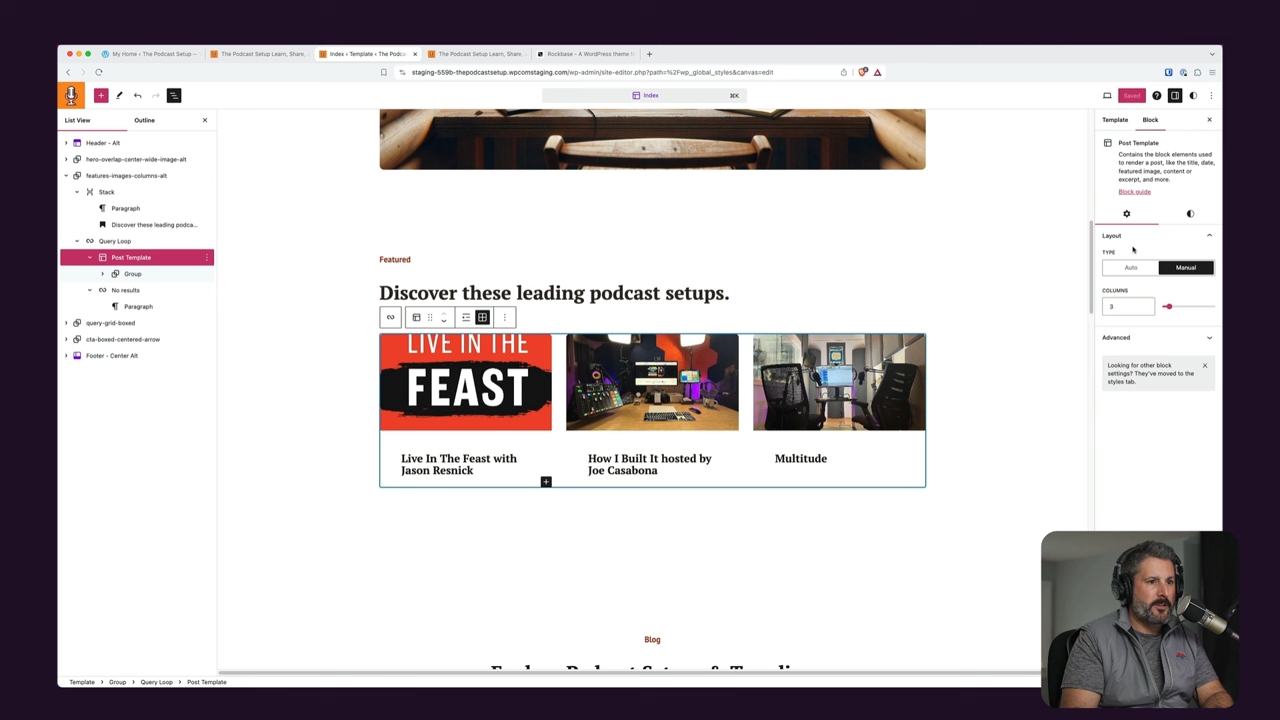 My Home ‹ The Podcast Setup —
The Podcast Setup Learn, Share,
Index ‹ Template ‹ The Podc
The Podcast Setup Learn, Share,
Rockbase - A WordPress theme f
staging-559b-thepodcastsetup.wpcomstaging.com/wp-admin/site-editor.php?path=%2Fwp_global_styles&canvas=edit
Index
⌘K
Saved
List View
Outline
Header - Alt
hero-overlap-center-wide-image-alt
features-images-columns-alt
Stack
Paragraph
Discover these leading podca...
Query Loop
Post Template
Group
No results
Paragraph
query-grid-boxed
cta-boxed-centered-arrow
Footer - Center Alt
Featured
Discover these leading podcast setups.
LIVE IN THE
FEAST
Live In The Feast with
Jason Resnick
How I Built It hosted by
Joe Casabona
Multitude
Blog
Template
Block
Post Template
Contains the block elements used
to render a post, like the title, date,
featured image, content or
excerpt, and more.
Block guide
Layout
TYPE
Auto
Manual
COLUMNS
3
Advanced
Looking for other block
settings? They've moved to the
styles tab.
Template › Group › Query Loop › Post Template